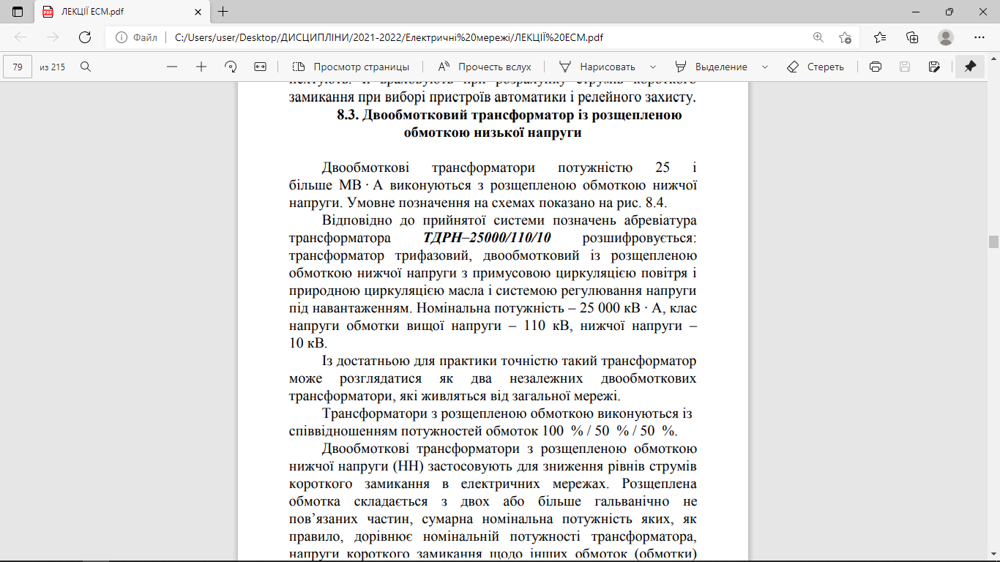 ЛЕКЦІЇ ЕСМ.pdf
Файл
C:/Users/user/Desktop/ДИСЦИПЛІНИ/2021-2022/Електричні%20мережі/ЛЕКЦІЇ%20ЕСМ.pdf
79 из 215 Просмотр страницы Прочесть вслух Нарисовать Выделение Стереть
замикання при виборі пристроїв автоматики і релейного захисту.
8.3. Двообмотковий трансформатор із розщепленою
обмоткою низької напруги
Двообмоткові трансформатори потужністю 25 і
більше МВ · А виконуються з розщепленою обмоткою нижчої
напруги. Умовне позначення на схемах показано на рис. 8.4.
Відповідно до прийнятої системи позначень абревіатура
трансформатора ТДРН–25000/110/10 розшифровується:
трансформатор трифазовий, двообмотковий із розщепленою
обмоткою нижчої напруги з примусовою циркуляцією повітря і
природною циркуляцією масла і системою регулювання напруги
під навантаженням. Номінальна потужність – 25 000 кВ · А, клас
напруги обмотки вищої напруги – 110 кВ, нижчої напруги –
10 кВ.
Із достатньою для практики точністю такий трансформатор
може розглядатися як два незалежних двообмоткових
трансформатори, які живляться від загальної мережі.
Трансформатори з розщепленою обмоткою виконуються із
співвідношенням потужностей обмоток 100 % / 50 % / 50 %.
Двообмоткові трансформатори з розщепленою обмоткою
нижчої напруги (НН) застосовують для зниження рівнів струмів
короткого замикання в електричних мережах. Розщеплена
обмотка складається з двох або більше гальванічно не
пов’язаних частин, сумарна номінальна потужність яких, як
правило, дорівнює номінальній потужності трансформатора,
напруги короткого замикання щодо інших обмоток (обмотки)